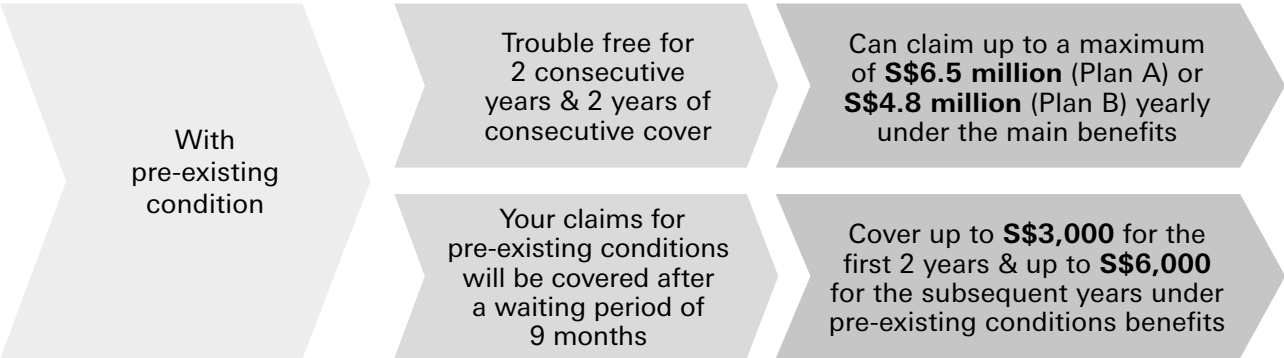 With
pre-existing
condition
Trouble free for
2 consecutive
years & 2 years of
consecutive cover
Can claim up to a maximum
of S$6.5 million (Plan A) or
S$4.8 million (Plan B) yearly
under the main benefits
Your claims for
pre-existing conditions
will be covered after
a waiting period of
9 months
Cover up to S$3,000 for the
first 2 years & up to S$6,000
for the subsequent years under
pre-existing conditions benefits